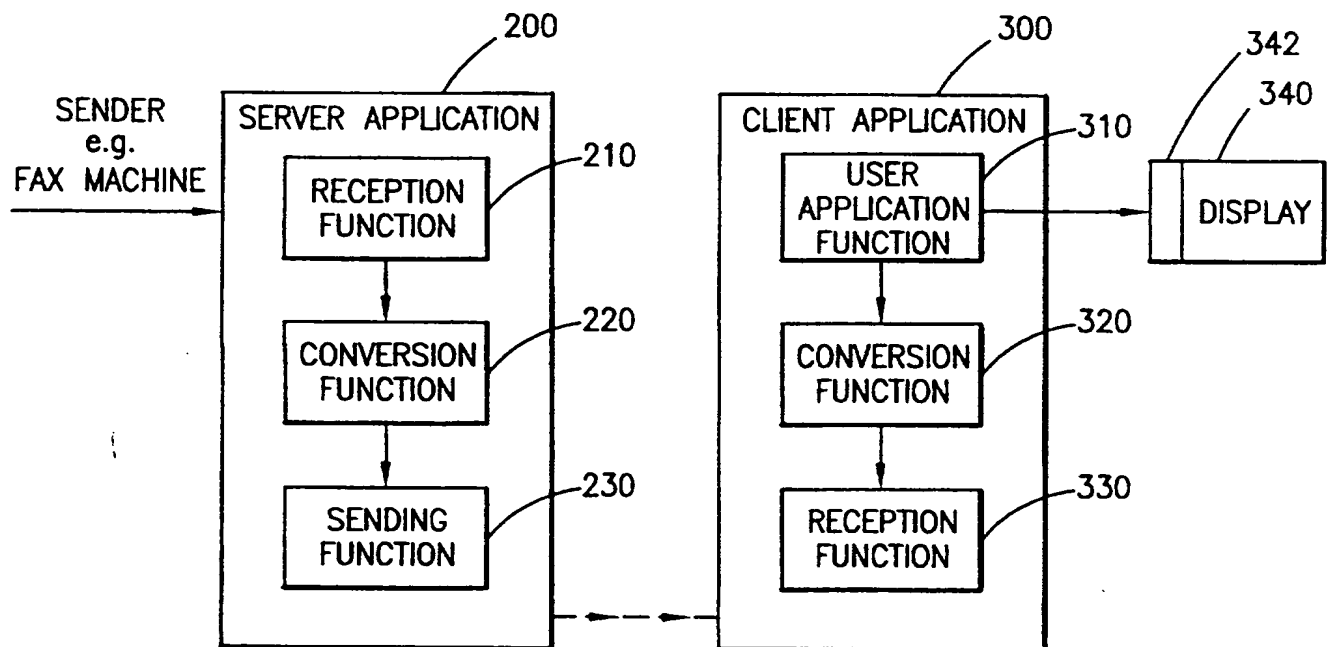 200
300
342
340
SENDER
e.g.
FAX MACHINE
SERVER APPLICATION
210
RECEPTION
FUNCTION
220
CONVERSION
FUNCTION
230
SENDING
FUNCTION
CLIENT APPLICATION
310
USER
APPLICATION
FUNCTION
DISPLAY
320
CONVERSION
FUNCTION
330
RECEPTION
FUNCTION